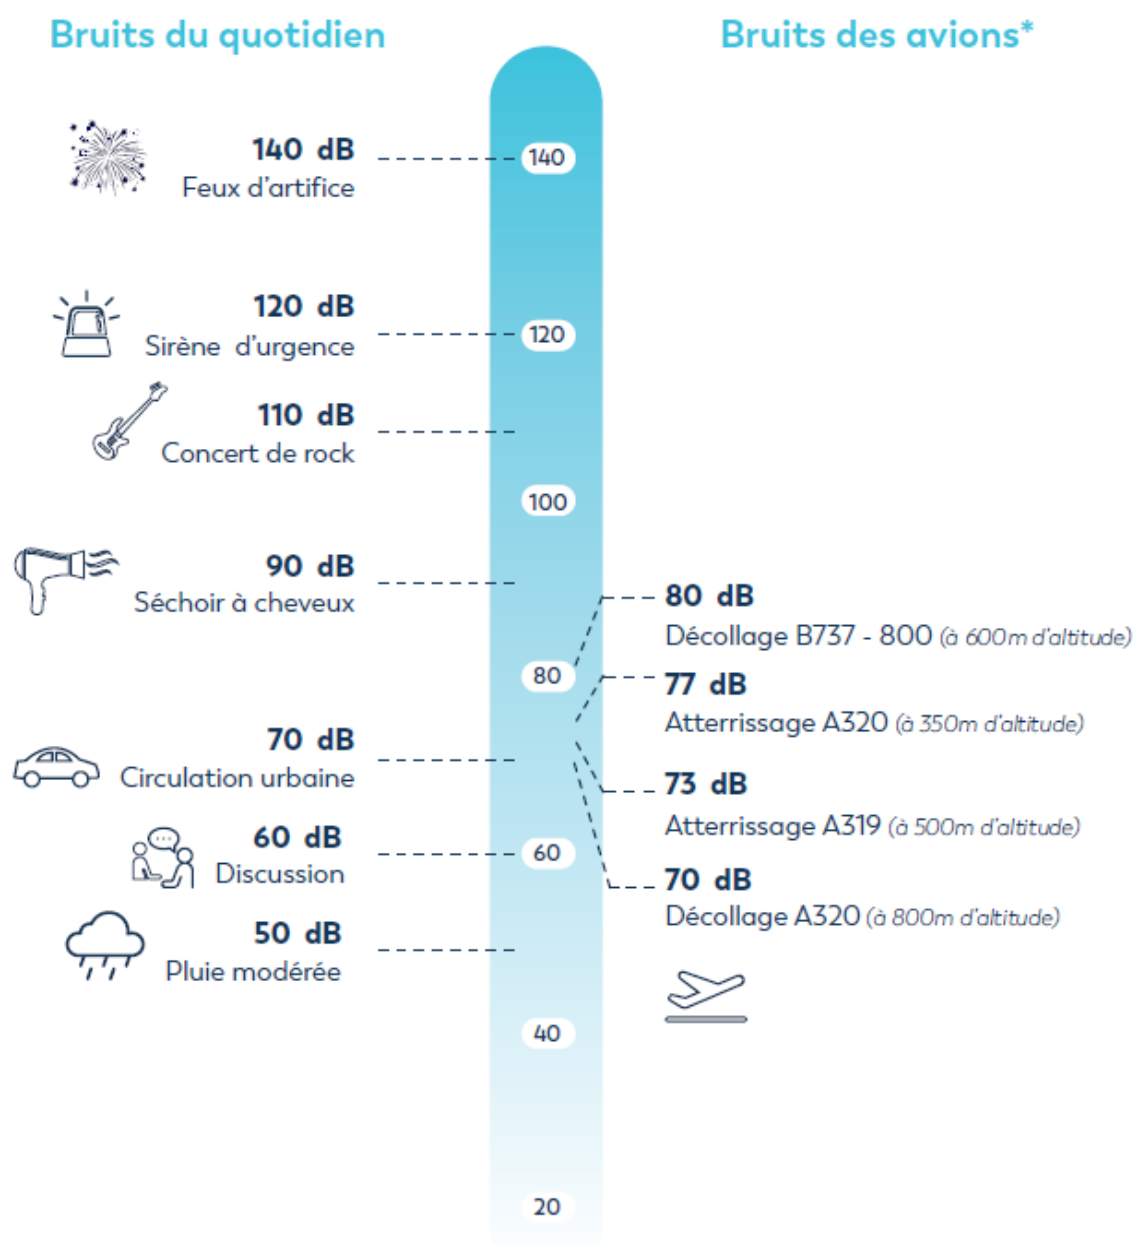 Bruits du quotidien
140 dB
Feux d'artifice
120 dB
Sirène d'urgence
110 dB
Concert de rock
90 dB
Séchoir à cheveux
70 dB
Circulation urbaine
60 dB
Discussion
50 dB
Pluie modérée
140
120
100
80
60
40
20
Bruits des avions*
80 dB
Décollage B737 - 800 (à 600m d'altitude)
77 dB
Atterrissage A320 (à 350m d'altitude)
73 dB
Atterrissage A319 (à 500m d'altitude)
70 dB
Décollage A320 (à 800m d'altitude)